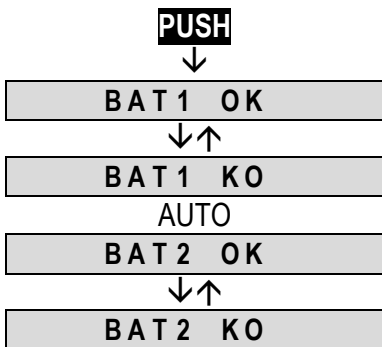 PUSH
↓
BAT1 OK
↓↑
BAT1 KO
AUTO
BAT2 OK
↓↑
BAT2 KO